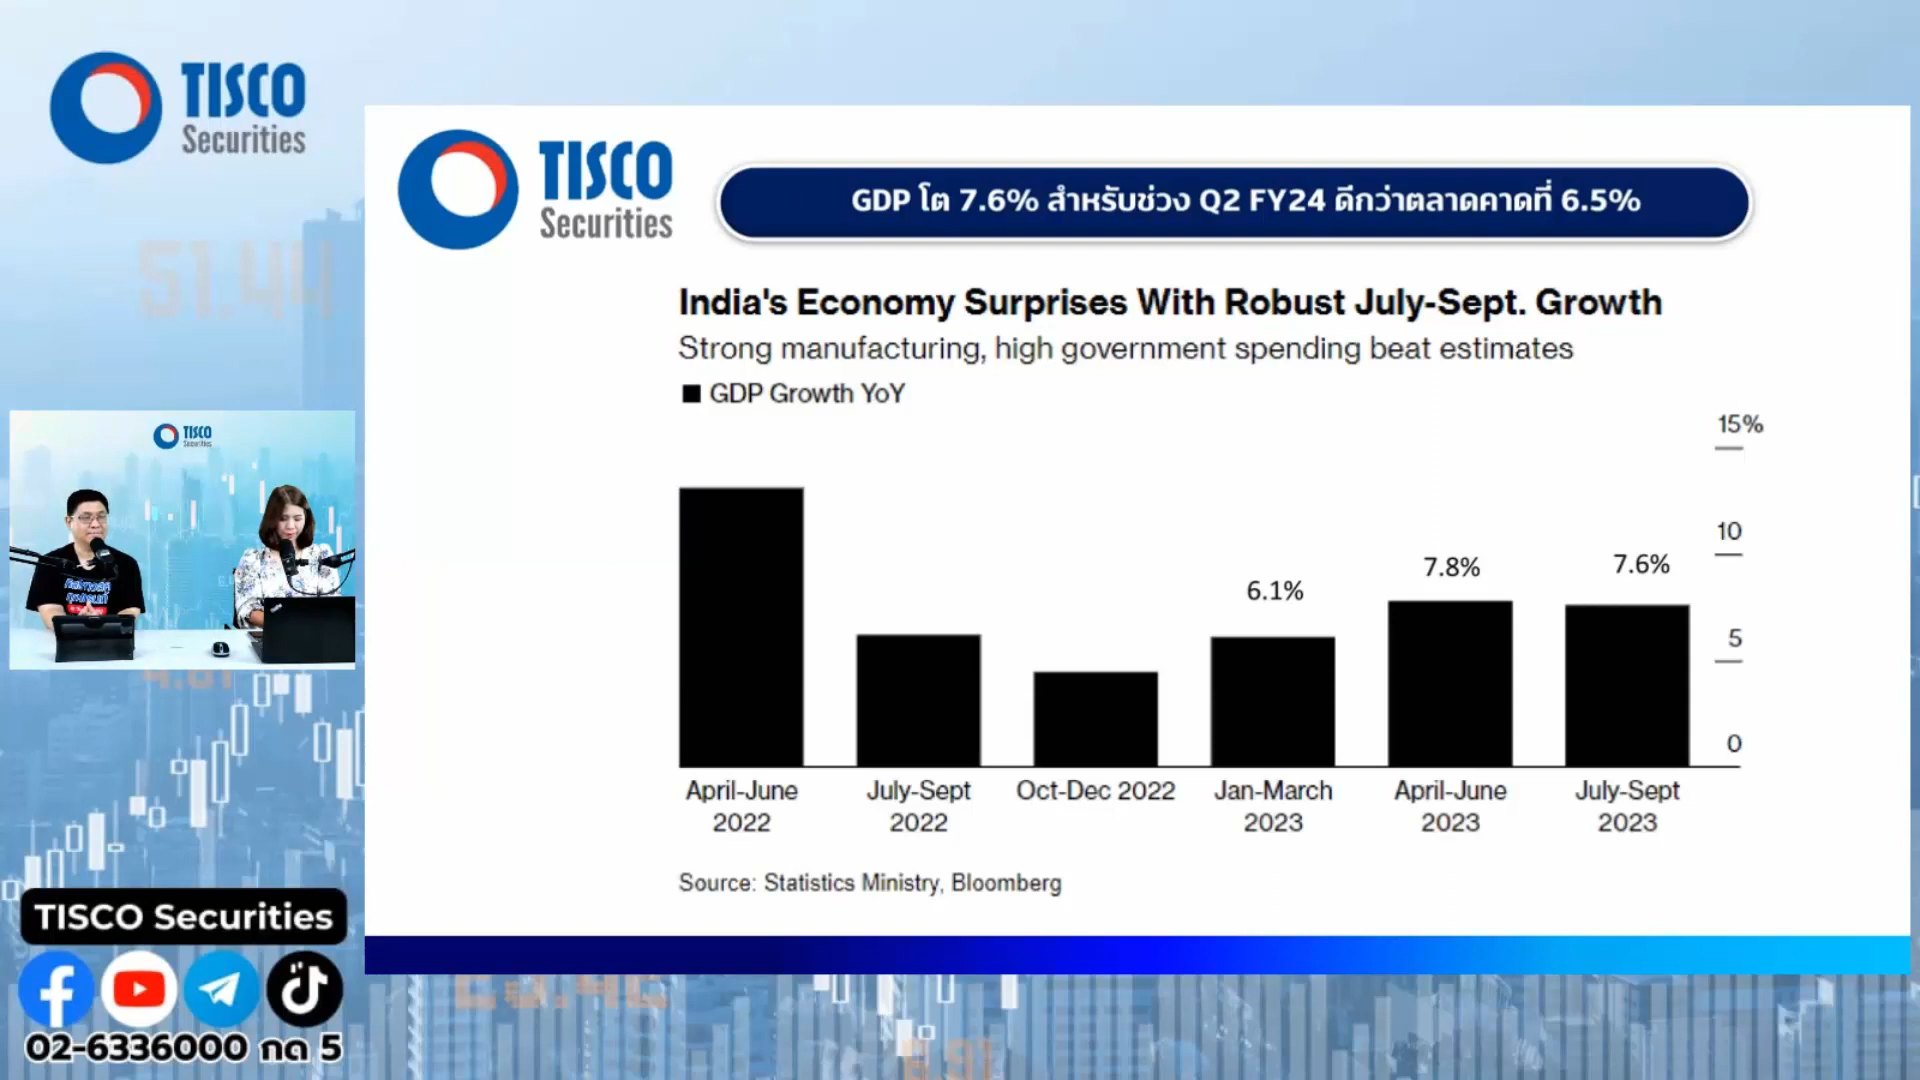 TISCO
Securities
TISCO
Securities
GDP โต 7.6% สำหรับช่วง Q2 FY24 ดีกว่าตลาดคาดที่ 6.5%
India's Economy Surprises With Robust July-Sept. Growth
Strong manufacturing, high government spending beat estimates
GDP Growth YoY
15%
10
5
0
6.1%
7.8%
7.6%
April-June
2022
July-Sept
2022
Oct-Dec 2022
Jan-March
2023
April-June
2023
July-Sept
2023
Source: Statistics Ministry, Bloomberg
TISCO
Securities
51.44
TISCO Securities
02-6336000 กด 5